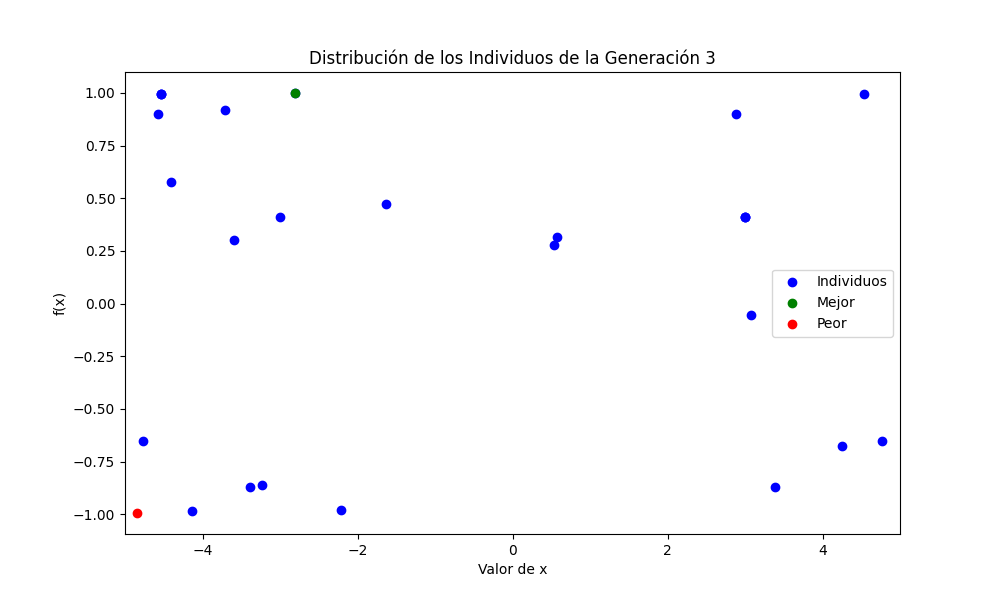 Distribución de los Individuos de la Generación 3
1.00
0.75
0.50
0.25
0.00
−0.25
−0.50
−0.75
−1.00
f(x)
Individuos
Mejor
Peor
−4
−2
0
2
4
Valor de x